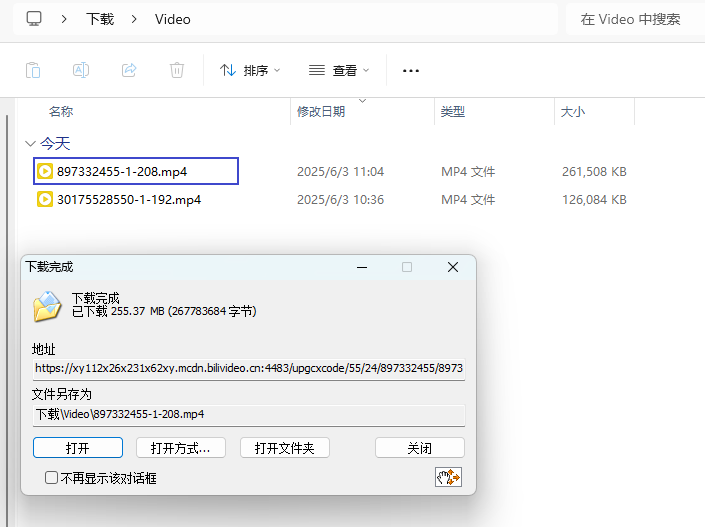 下载 Video
在 Video 中搜索
排序 查看
名称 修改日期 类型 大小
今天
897332455-1-208.mp4 2025/6/3 11:04 MP4 文件 261,508 KB
30175528550-1-192.mp4 2025/6/3 10:36 MP4 文件 126,084 KB
下载完成
下载完成
已下载 255.37 MB (267783684 字节)
地址
https://xy112x26x231x62xy.mcdn.bilivideo.cn:4483/upgcxcode/55/24/897332455/8973
文件另存为
下载\Video\897332455-1-208.mp4
打开 打开方式... 打开文件夹 关闭
不再显示该对话框